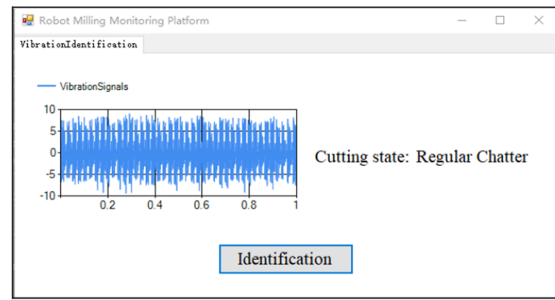 Robot Milling Monitoring Platform
VibrationIdentification
VibrationSignals
10
5
0
-5
-10
0.2 0.4 0.6 0.8 1
Cutting state: Regular Chatter
Identification